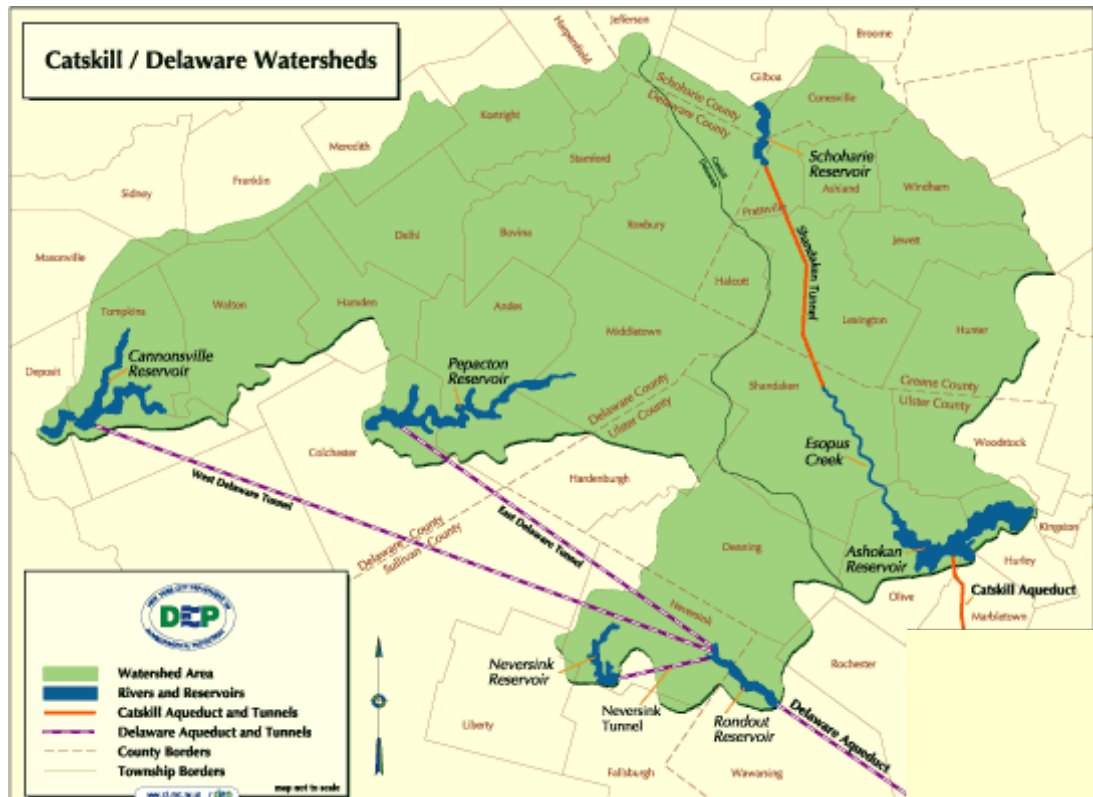 Catskill / Delaware Watersheds
Jefferson
Harpersfield
Broome
Gilboa
Conesville
Schoharie County
Delaware County
Kortright
Meredith
Stamford
Schoharie
Reservoir
Catskill
Delaware
Ashland
Windham
Sidney
Franklin
Prattsville
Roxbury
Bovina
Delhi
Jewett
Masonville
Shandaken Tunnel
Halcott
Tompkins
Walton
Hamden
Andes
Middletown
Lexington
Hunter
Cannonsville
Reservoir
Pepacton
Reservoir
Deposit
Shandaken
Greene County
Ulster County
Delaware County
Ulster County
Woodstock
Colchester
Esopus
Creek
West Delaware Tunnel
East Delaware Tunnel
Hardenburgh
Kingston
Delaware County
Sullivan County
Denning
Ashokan
Reservoir
Hurley
Olive
Catskill Aqueduct
Marbletown
Neversink
Rochester
Neversink
Reservoir
Neversink
Tunnel
Rondout
Reservoir
Delaware Aqueduct
Liberty
Fallsburgh
Wawarsing
DEP
Watershed Area
Rivers and Reservoirs
Catskill Aqueduct and Tunnels
Delaware Aqueduct and Tunnels
County Borders
Township Borders
map not to scale